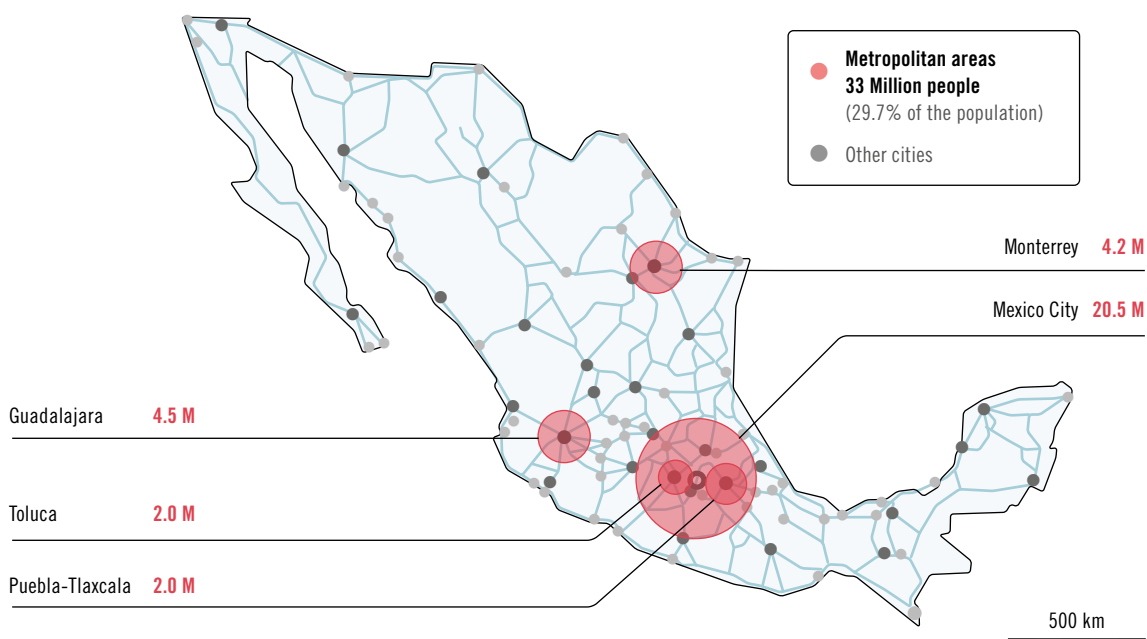 Metropolitan areas
33 Million people
(29.7% of the population)
Other cities
Monterrey 4.2 M
Mexico City 20.5 M
Guadalajara 4.5 M
Toluca 2.0 M
Puebla-Tlaxcala 2.0 M
500 km